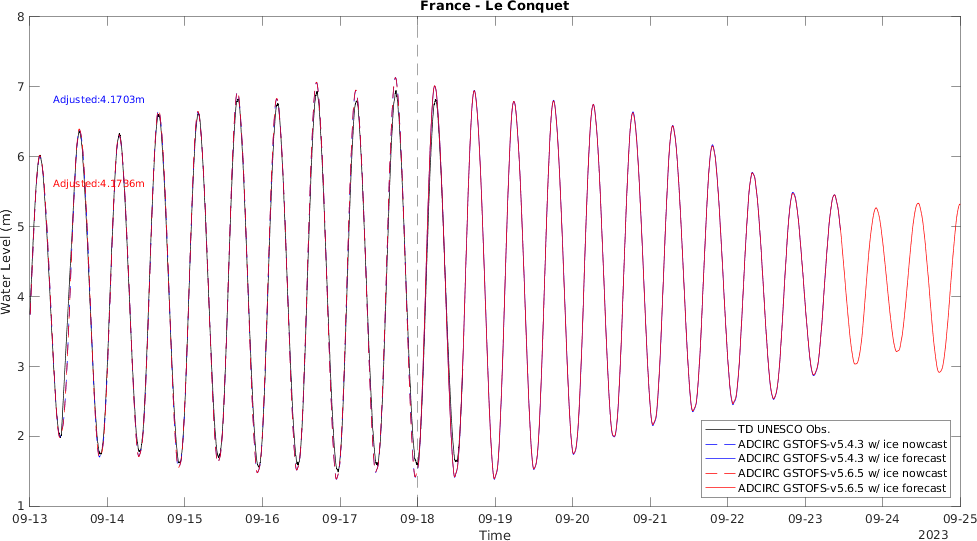 France - Le Conquet
8
7
6
5
4
3
2
1
Water Level (m)
Adjusted:4.1703m
Adjusted:4.1736m
TD UNESCO Obs.
ADCIRC GSTOFS-v5.4.3 w/ ice nowcast
ADCIRC GSTOFS-v5.4.3 w/ ice forecast
ADCIRC GSTOFS-v5.6.5 w/ ice nowcast
ADCIRC GSTOFS-v5.6.5 w/ ice forecast
09-13 09-14 09-15 09-16 09-17 09-18 09-19 09-20 09-21 09-22 09-23 09-24 09-25
Time
2023